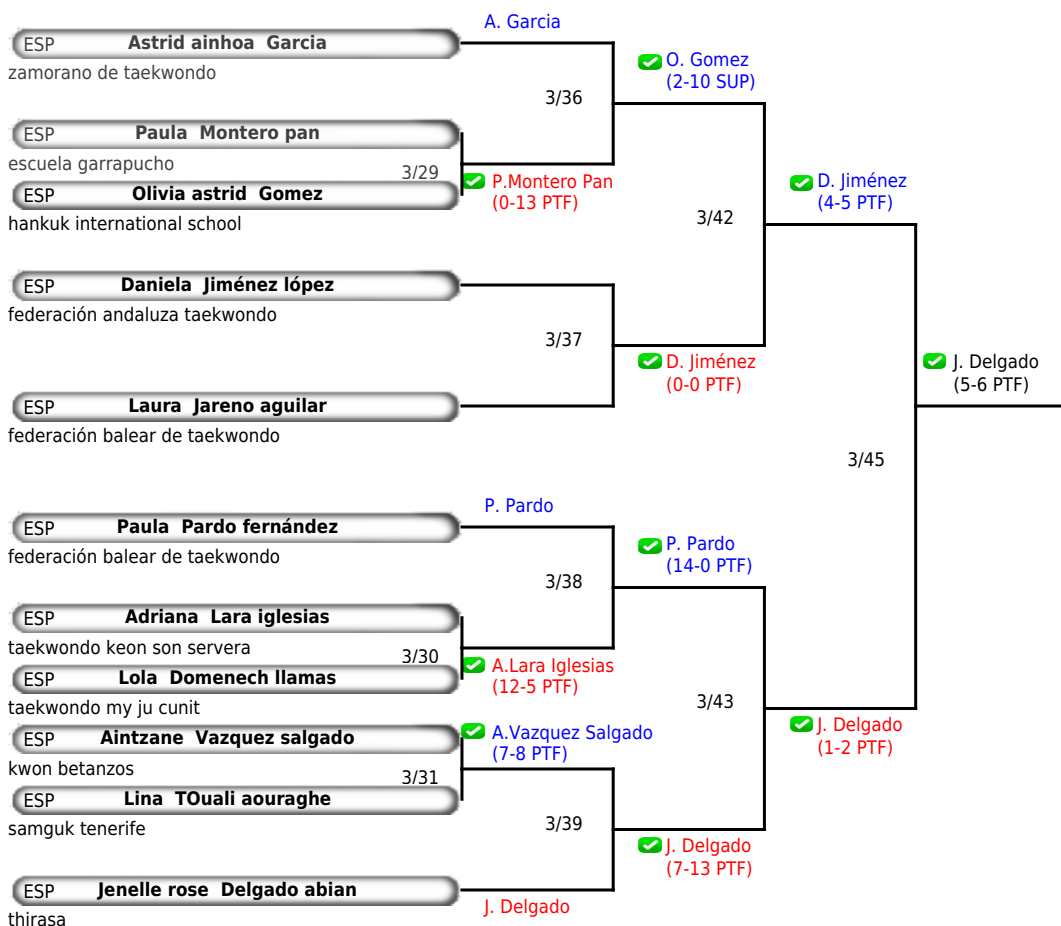 A. Garcia
ESP Astrid ainhoa Garcia
zamorano de taekwondo
O. Gomez
(2-10 SUP)
3/36
ESP Paula Montero pan
escuela garrapucho
3/29
P.Montero Pan
(0-13 PTF)
ESP Olivia astrid Gomez
hankuk international school
D. Jiménez
(4-5 PTF)
3/42
ESP Daniela Jiménez lópez
federación andaluza taekwondo
3/37
D. Jiménez
(0-0 PTF)
J. Delgado
(5-6 PTF)
ESP Laura Jareno aguilar
federación balear de taekwondo
3/45
P. Pardo
ESP Paula Pardo fernández
federación balear de taekwondo
P. Pardo
(14-0 PTF)
3/38
ESP Adriana Lara iglesias
taekwondo keon son servera
3/30
A.Lara Iglesias
(12-5 PTF)
ESP Lola Domenech llamas
taekwondo my ju cunit
3/43
J. Delgado
(1-2 PTF)
ESP Aintzane Vazquez salgado
kwon betanzos
A.Vazquez Salgado
(7-8 PTF)
3/31
ESP Lina TOuali aouraghe
samguk tenerife
3/39
J. Delgado
(7-13 PTF)
ESP Jenelle rose Delgado abian
thirasa
J. Delgado